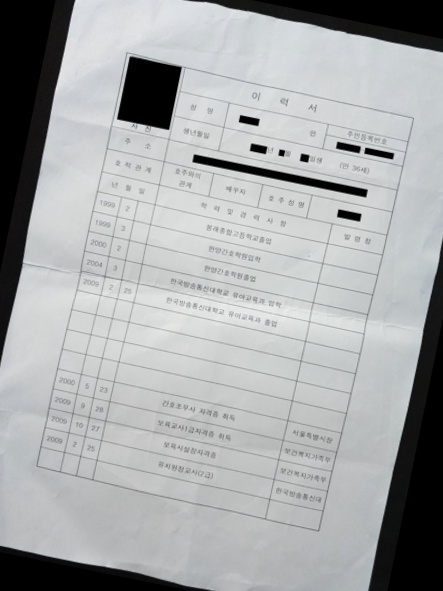 이 력 서
성 명
인
주민등록번호
사 진
생년월일
년 월 일생 (만 36세)
주 소
호적관계
호주와의 관계
배우자
호 주 성 명
년 월 일
학 력 및 경 력 사 항
발 령 청
1999 2 봉래종합고등학교졸업
1999 3 한양간호학원입학
2000 2 한양간호학원졸업
2004 3 한국방송통신대학교 유아교육과 입학
2009 2 25 한국방송통신대학교 유아교육과 졸업
2000 5 23 간호조무사 자격증 취득 서울특별시장
2009 9 28 보육교사1급자격증 취득 보건복지가족부
2009 10 27 보육시설장자격증 보건복지가족부
2009 2 25 유치원정교사(2급) 한국방송통신대